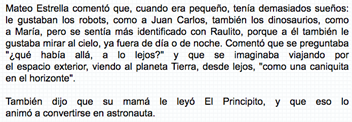 Mateo Estrella comentó que, cuando era pequeño, tenía demasiados sueños:
le gustaban los robots, como a Juan Carlos, también los dinosaurios, como
a María, pero se sentía más identificado con Raulito, porque a él también le
gustaba mirar al cielo, ya fuera de día o de noche. Comentó que se preguntaba
"¿qué había allá, a lo lejos?" y que se imaginaba viajando por
el espacio exterior, viendo al planeta Tierra, desde lejos, "como una caniquita
en el horizonte".
También dijo que su mamá le leyó El Principito, y que eso lo
animó a convertirse en astronauta.